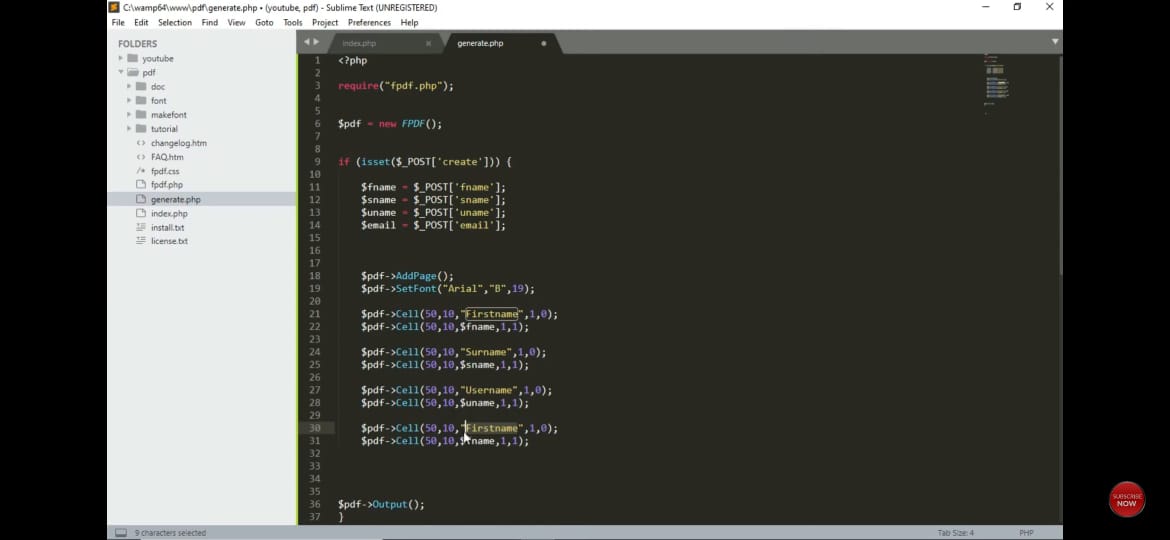 C:\wamp64\www\pdf\generate.php • (youtube, pdf) - Sublime Text (UNREGISTERED)
File Edit Selection Find View Goto Tools Project Preferences Help
FOLDERS
youtube
pdf
doc
font
makefont
tutorial
changelog.htm
FAQ.htm
fpdf.css
fpdf.php
generate.php
index.php
install.txt
license.txt
index.php
generate.php
1 <?php
2
3 require("fpdf.php");
4
5
6 $pdf = new FPDF();
7
8
9 if (isset($_POST['create'])) {
10
11 $fname = $_POST['fname'];
12 $sname = $_POST['sname'];
13 $uname = $_POST['uname'];
14 $email = $_POST['email'];
15
16
17
18 $pdf->AddPage();
19 $pdf->SetFont("Arial","B",19);
20
21 $pdf->Cell(50,10,"Firstname",1,0);
22 $pdf->Cell(50,10,$fname,1,1);
23
24 $pdf->Cell(50,10,"Surname",1,0);
25 $pdf->Cell(50,10,$sname,1,1);
26
27 $pdf->Cell(50,10,"Username",1,0);
28 $pdf->Cell(50,10,$uname,1,1);
29
30 $pdf->Cell(50,10,"Firstname",1,0);
31 $pdf->Cell(50,10,$fname,1,1);
32
33
34
35
36 $pdf->Output();
37 }
9 characters selected
Tab Size: 4
PHP
SUBSCRIBE
NOW